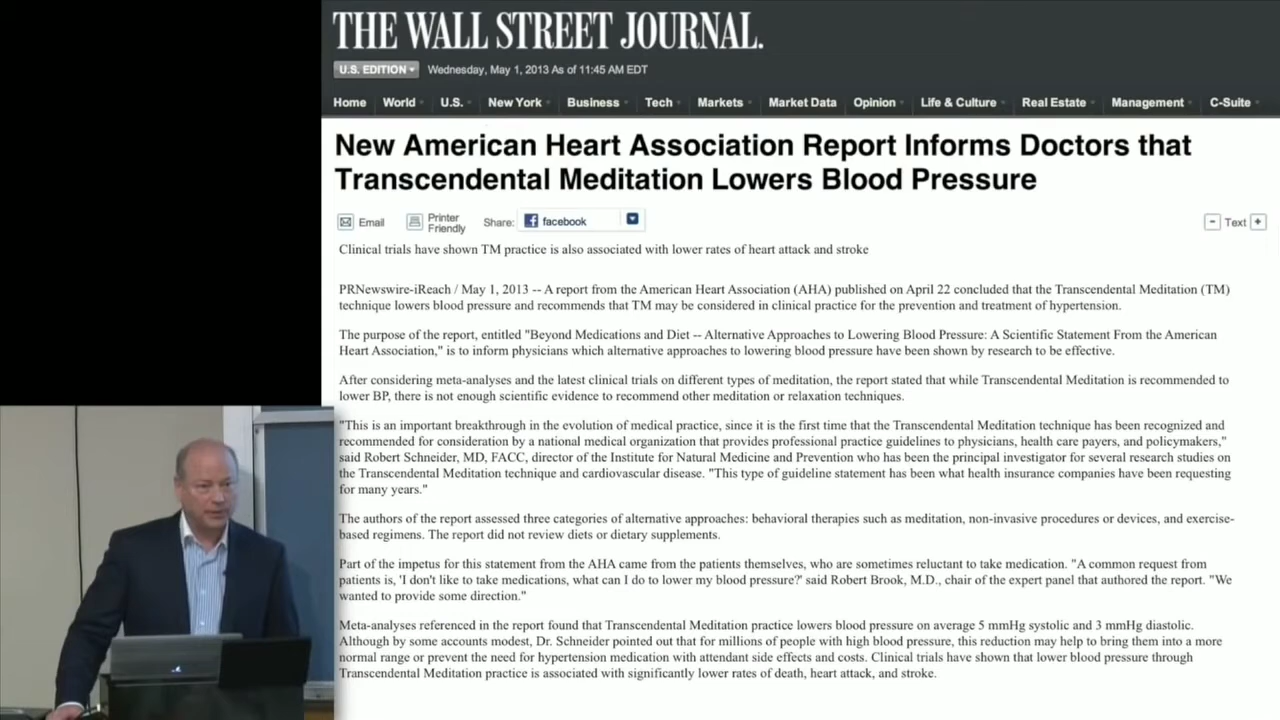 THE WALL STREET JOURNAL.
U.S. EDITION Wednesday, May 1, 2013 As of 11:45 AM EDT
Home World U.S. New York Business Tech Markets Market Data Opinion Life & Culture Real Estate Management C-Suite
New American Heart Association Report Informs Doctors that
Transcendental Meditation Lowers Blood Pressure
Email Printer Friendly Share: facebook - Text +
Clinical trials have shown TM practice is also associated with lower rates of heart attack and stroke
PRNewswire-iReach / May 1, 2013 -- A report from the American Heart Association (AHA) published on April 22 concluded that the Transcendental Meditation (TM)
technique lowers blood pressure and recommends that TM may be considered in clinical practice for the prevention and treatment of hypertension.
The purpose of the report, entitled "Beyond Medications and Diet -- Alternative Approaches to Lowering Blood Pressure: A Scientific Statement From the American
Heart Association," is to inform physicians which alternative approaches to lowering blood pressure have been shown by research to be effective.
After considering meta-analyses and the latest clinical trials on different types of meditation, the report stated that while Transcendental Meditation is recommended to
lower BP, there is not enough scientific evidence to recommend other meditation or relaxation techniques.
"This is an important breakthrough in the evolution of medical practice, since it is the first time that the Transcendental Meditation technique has been recognized and
recommended for consideration by a national medical organization that provides professional practice guidelines to physicians, health care payers, and policymakers,"
said Robert Schneider, MD, FACC, director of the Institute for Natural Medicine and Prevention who has been the principal investigator for several research studies on
the Transcendental Meditation technique and cardiovascular disease. "This type of guideline statement has been what health insurance companies have been requesting
for many years."
The authors of the report assessed three categories of alternative approaches: behavioral therapies such as meditation, non-invasive procedures or devices, and exercise-
based regimens. The report did not review diets or dietary supplements.
Part of the impetus for this statement from the AHA came from the patients themselves, who are sometimes reluctant to take medication. "A common request from
patients is, 'I don't like to take medications, what can I do to lower my blood pressure?' said Robert Brook, M.D., chair of the expert panel that authored the report. "We
wanted to provide some direction."
Meta-analyses referenced in the report found that Transcendental Meditation practice lowers blood pressure on average 5 mmHg systolic and 3 mmHg diastolic.
Although by some accounts modest, Dr. Schneider pointed out that for millions of people with high blood pressure, this reduction may help to bring them into a more
normal range or prevent the need for hypertension medication with attendant side effects and costs. Clinical trials have shown that lower blood pressure through
Transcendental Meditation practice is associated with significantly lower rates of death, heart attack, and stroke.